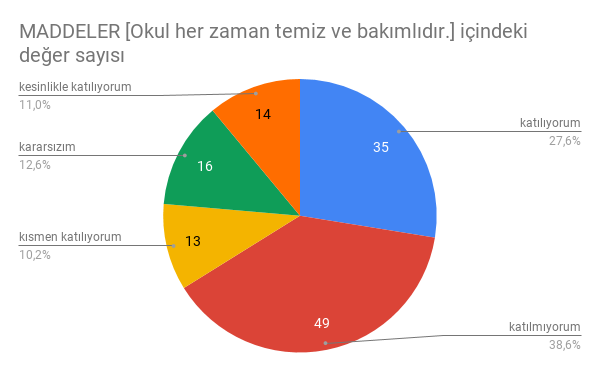 MADDELER [Okul her zaman temiz ve bakımlıdır.] içindeki
değer sayısı
kesinlikle katılıyorum
11,0%
kararsızım
12,6%
kısmen katılıyorum
10,2%
katılıyorum
27,6%
katılmıyorum
38,6%
14
35
16
13
49